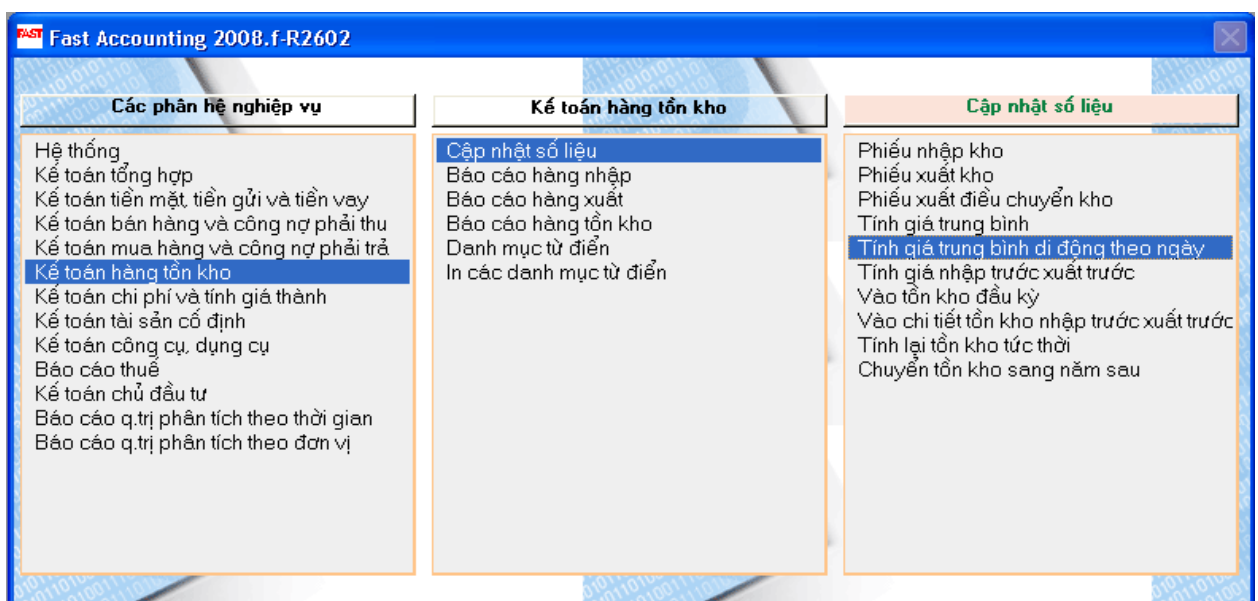 FAST Fast Accounting 2008.f-R2602
Các phân hệ nghiệp vụ
Hệ thống
Kế toán tổng hợp
Kế toán tiền mặt, tiền gửi và tiền vay
Kế toán bán hàng và công nợ phải thu
Kế toán mua hàng và công nợ phải trả
Kế toán hàng tồn kho
Kế toán chi phí và tính giá thành
Kế toán tài sản cố định
Kế toán công cụ, dụng cụ
Báo cáo thuế
Kế toán chủ đầu tư
Báo cáo q.trị phân tích theo thời gian
Báo cáo q.trị phân tích theo đơn vị
Kế toán hàng tồn kho
Cập nhật số liệu
Báo cáo hàng nhập
Báo cáo hàng xuất
Báo cáo hàng tồn kho
Danh mục từ điển
In các danh mục từ điển
Cập nhật số liệu
Phiếu nhập kho
Phiếu xuất kho
Phiếu xuất điều chuyển kho
Tính giá trung bình
Tính giá trung bình di động theo ngày
Tính giá nhập trước xuất trước
Vào tồn kho đầu kỳ
Vào chi tiết tồn kho nhập trước xuất trước
Tính lại tồn kho tức thời
Chuyển tồn kho sang năm sau